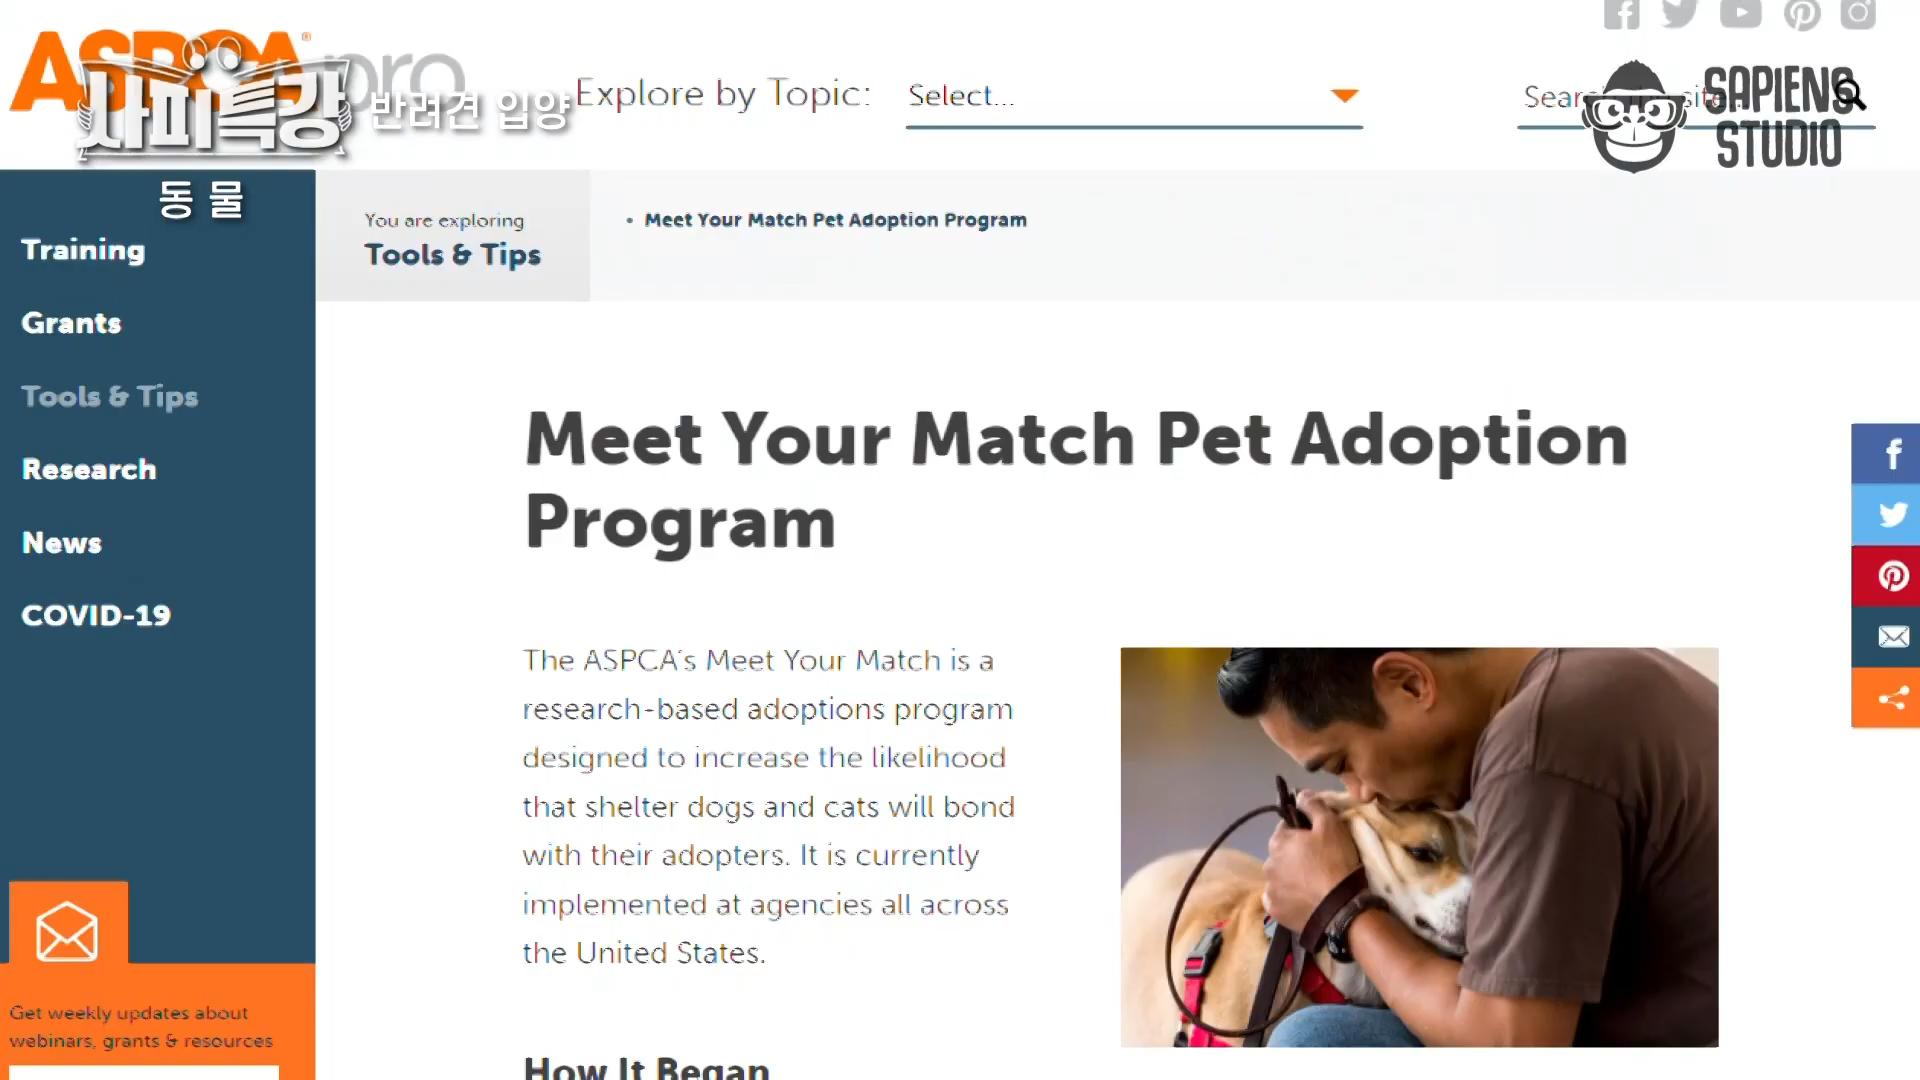 ASPCA pro
사피특강
반려견 입양
동물
Explore by Topic:
Select...
SAPIENS
STUDIO
Training
Grants
Tools & Tips
Research
News
COVID-19
You are exploring
Tools & Tips
• Meet Your Match Pet Adoption Program
Meet Your Match Pet Adoption
Program
The ASPCA's Meet Your Match is a
research-based adoptions program
designed to increase the likelihood
that shelter dogs and cats will bond
with their adopters. It is currently
implemented at agencies all across
the United States.
How It Began
Get weekly updates about
webinars, grants & resources